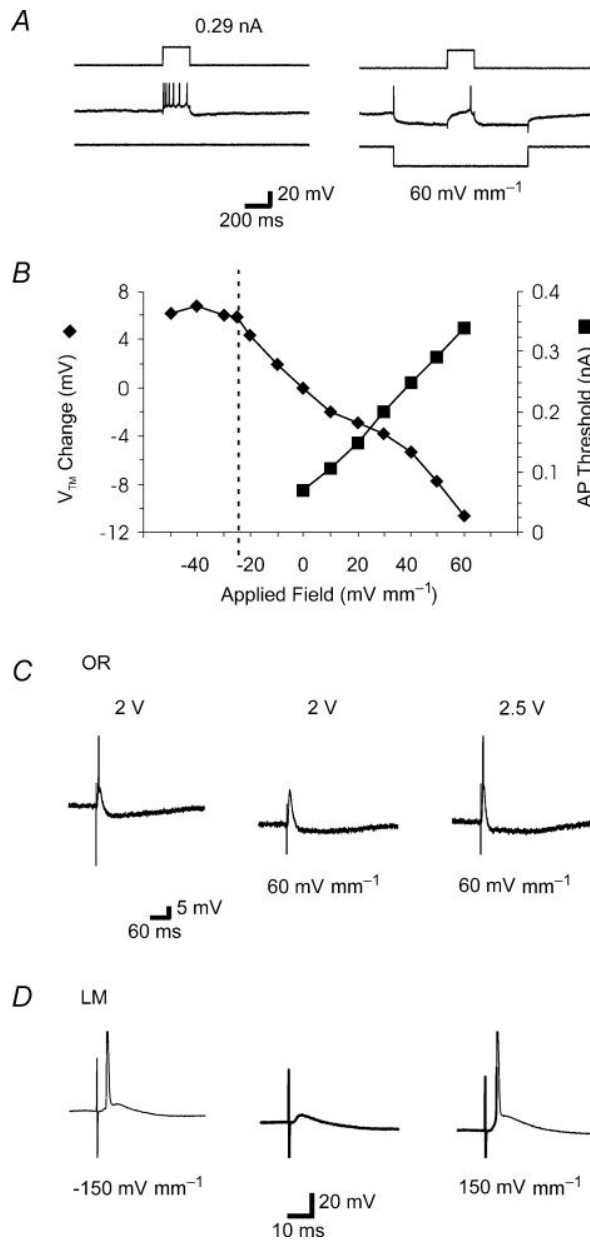 A
0.29 nA
20 mV
200 ms
60 mV mm⁻¹
B
8
4
0
-4
-8
-12
V_TM Change (mV)
0.4
0.3
0.2
0.1
0
AP Threshold (nA)
-40 -20 0 20 40 60
Applied Field (mV mm⁻¹)
C
OR
2 V 2 V 2.5 V
60 mV mm⁻¹ 60 mV mm⁻¹
5 mV
60 ms
D
LM
-150 mV mm⁻¹ 150 mV mm⁻¹
20 mV
10 ms